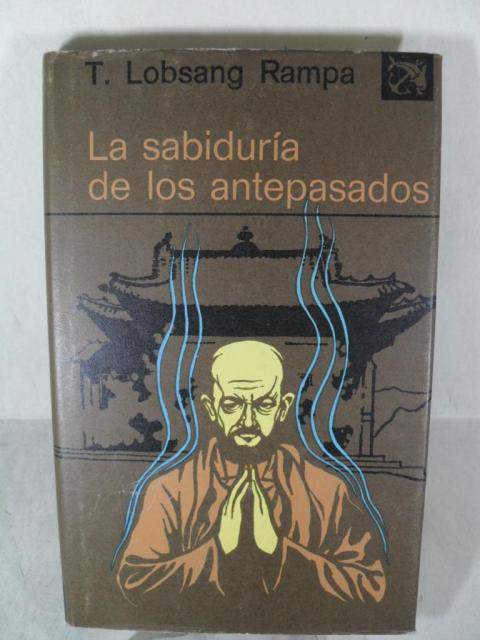 T. Lobsang Rampa
La sabiduría
de los antepasados